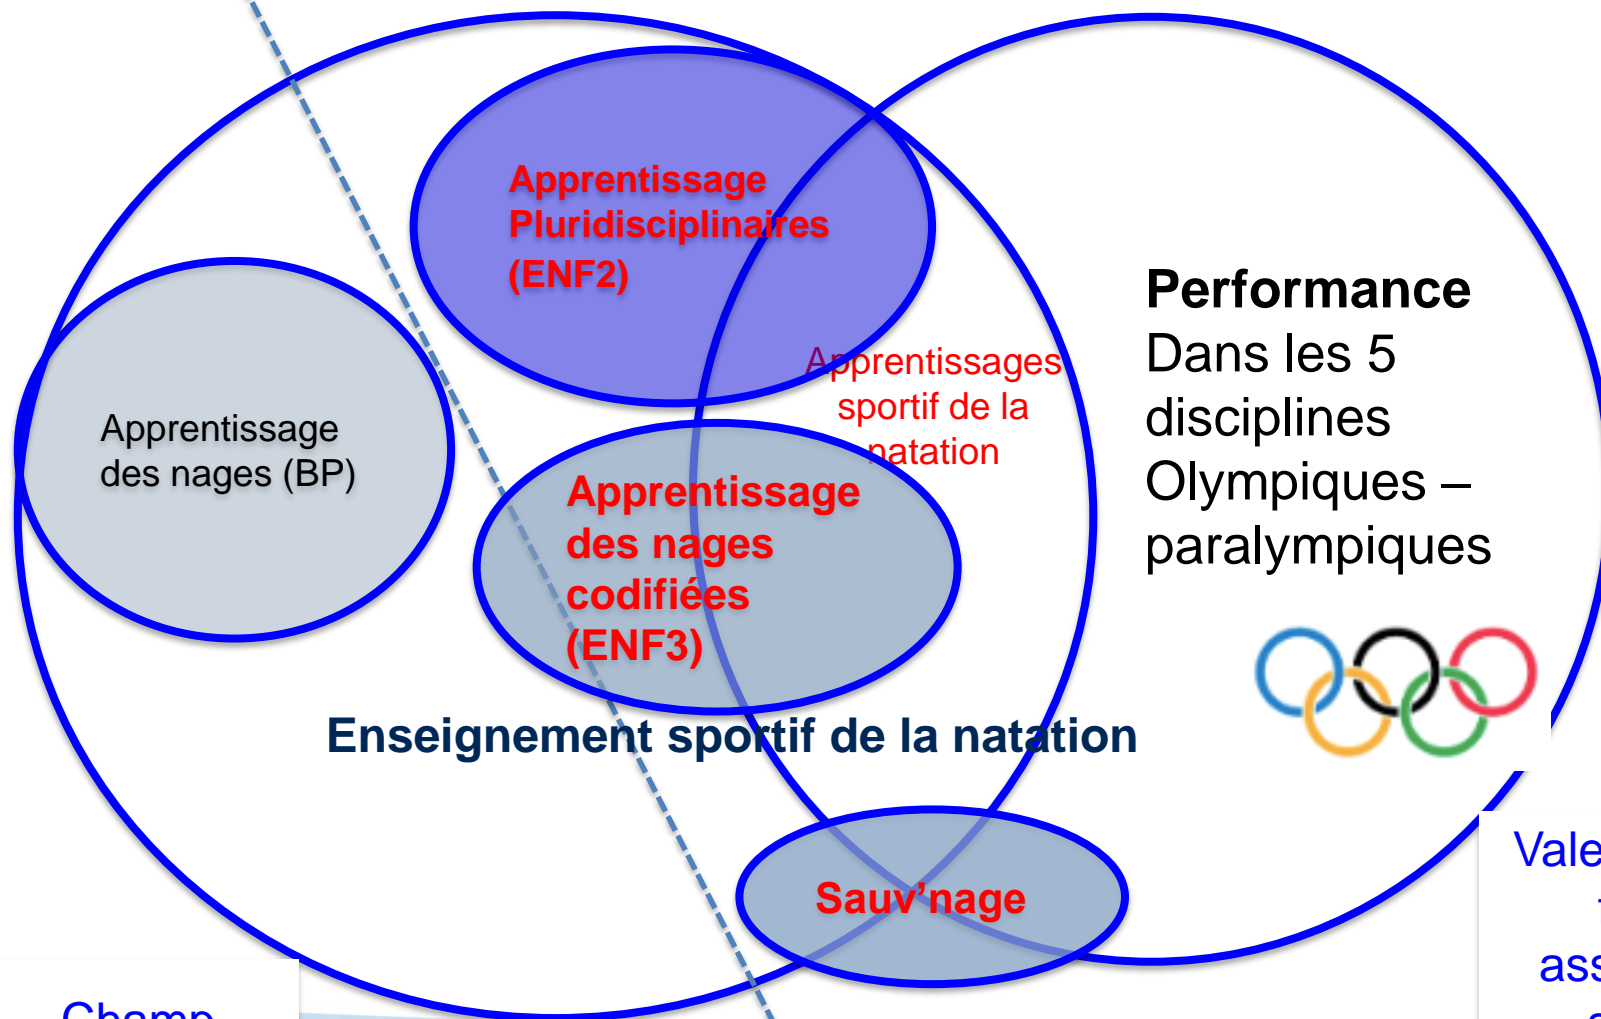 Apprentissage
Pluridisciplinaires
(ENF2)
Performance
Dans les 5
disciplines
Olympiques –
paralympiques
Apprentissages
sportif de la
natation
Apprentissage
des nages (BP)
Apprentissage
des nages
codifiées
(ENF3)
Enseignement sportif de la natation
Sauv’nage
Champ